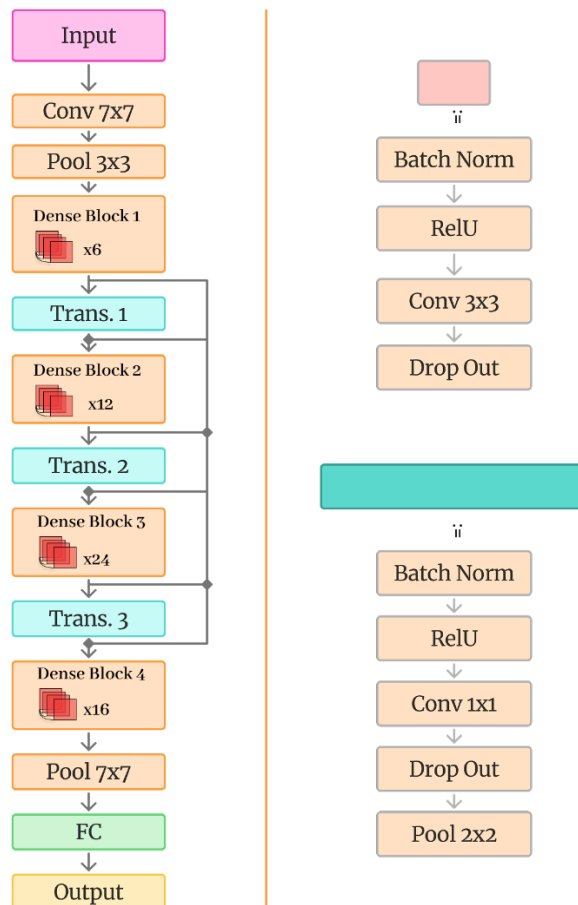 Input
Conv 7x7
Pool 3x3
Dense Block 1
x6
Trans. 1
Dense Block 2
x12
Trans. 2
Dense Block 3
x24
Trans. 3
Dense Block 4
x16
Pool 7x7
FC
Output
¨ii
Batch Norm
RelU
Conv 3x3
Drop Out
¨ii
Batch Norm
RelU
Conv 1x1
Drop Out
Pool 2x2